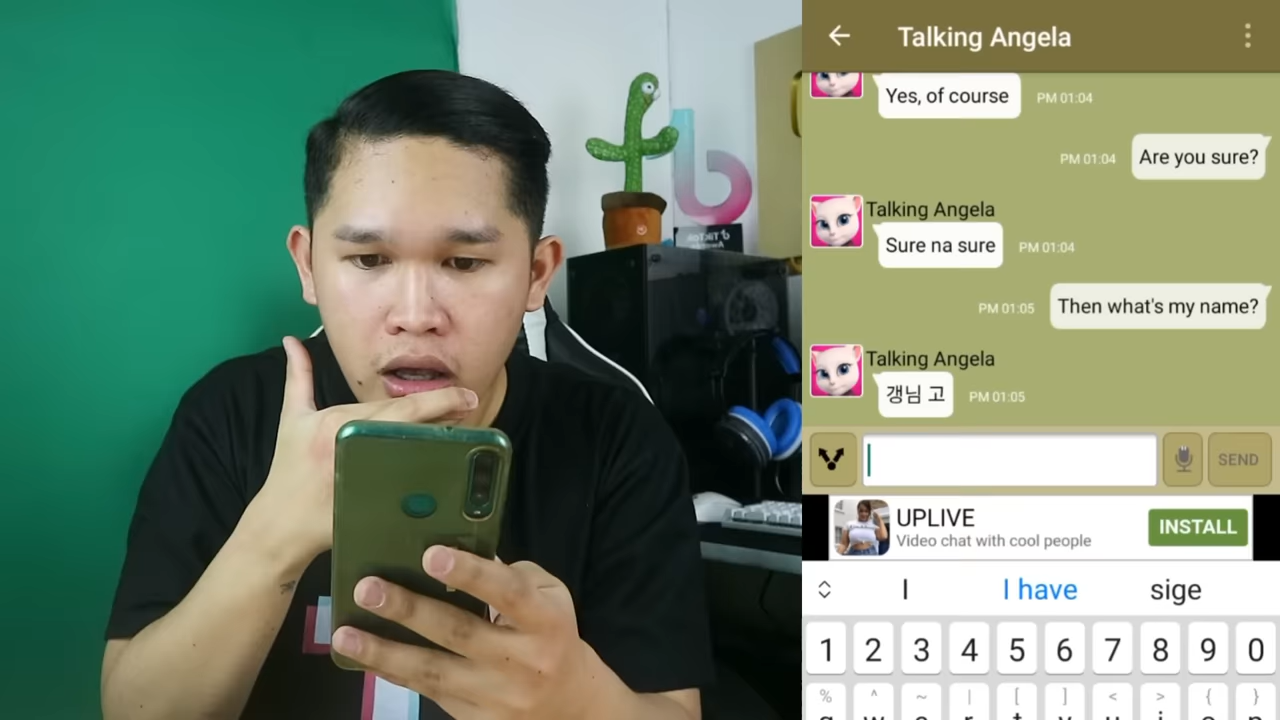 Talking Angela
Yes, of course
PM 01:04
PM 01:04
Are you sure?
Talking Angela
Sure na sure
PM 01:04
PM 01:05
Then what's my name?
Talking Angela
갱님 고
PM 01:05
SEND
UPLIVE
Video chat with cool people
INSTALL
I
I have
sige
1 2 3 4 5 6 7 8 9 0
% ^ ~ | [ ] < > { }